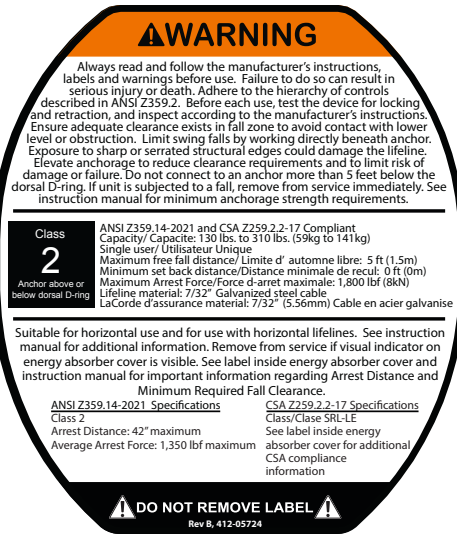 WARNING
Always read and follow the manufacturer's instructions,
labels and warnings before use. Failure to do so can result in
serious injury or death. Adhere to the hierarchy of controls
described in ANSI Z359.2. Before each use, test the device for locking
and retraction, and inspect according to the manufacturer's instructions.
Ensure adequate clearance exists in fall zone to avoid contact with lower
level or obstruction. Limit swing falls by working directly beneath anchor.
Exposure to sharp or serrated structural edges could damage the lifeline.
Elevate anchorage to reduce clearance requirements and to limit risk of
damage or failure. Do not connect to an anchor more than 5 feet below the
dorsal D-ring. If unit is subjected to a fall, remove from service immediately. See
instruction manual for minimum anchorage strength requirements.
Class
2
Anchor above or
below dorsal D-ring
ANSI Z359.14-2021 and CSA Z259.2.2-17 Compliant
Capacity/ Capacite: 130 lbs. to 310 lbs. (59kg to 141kg)
Single user/ Utilisateur Unique
Maximum free fall distance/ Limite d' automne libre: 5 ft (1.5m)
Minimum set back distance/Distance minimale de recul: 0 ft (0m)
Maximum Arrest Force/Force d-arret maximale: 1,800 lbf (8kN)
Lifeline material: 7/32" Galvanized steel cable
LaCorde d'assurance material: 7/32" (5.56mm) Cable en acier galvanise
Suitable for horizontal use and for use with horizontal lifelines. See instruction
manual for additional information. Remove from service if visual indicator on
energy absorber cover is visible. See label inside energy absorber cover and
instruction manual for important information regarding Arrest Distance and
Minimum Required Fall Clearance.
ANSI Z359.14-2021 Specifications
Class 2
Arrest Distance: 42" maximum
Average Arrest Force: 1,350 lbf maximum
CSA Z259.2.2-17 Specifications
Class/Clase SRL-LE
See label inside energy
absorber cover for additional
CSA compliance
information
DO NOT REMOVE LABEL
Rev B, 412-05724